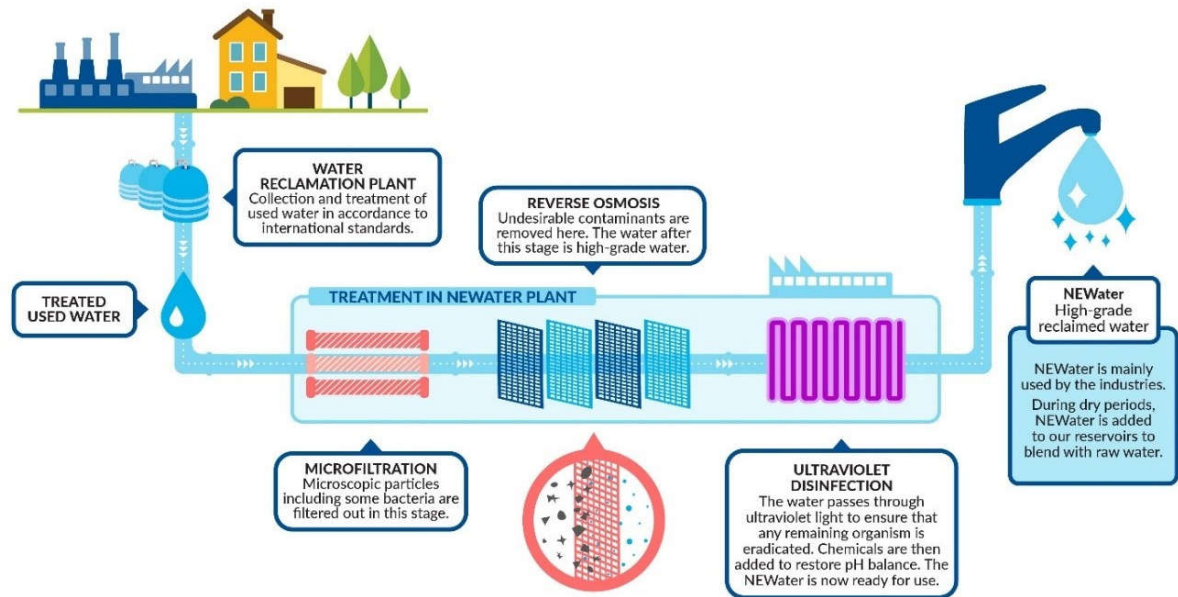 WATER
RECLAMATION PLANT
Collection and treatment of
used water in accordance to
international standards.
TREATED
USED WATER
TREATMENT IN NEWATER PLANT
MICROFILTRATION
Microscopic particles
including some bacteria are
filtered out in this stage.
REVERSE OSMOSIS
Undesirable contaminants are
removed here. The water after
this stage is high-grade water.
ULTRAVIOLET
DISINFECTION
The water passes through
ultraviolet light to ensure that
any remaining organism is
eradicated. Chemicals are then
added to restore pH balance. The
NEWater is now ready for use.
NEWater
High-grade
reclaimed water
NEWater is mainly
used by the industries.
During dry periods,
NEWater is added
to our reservoirs to
blend with raw water.